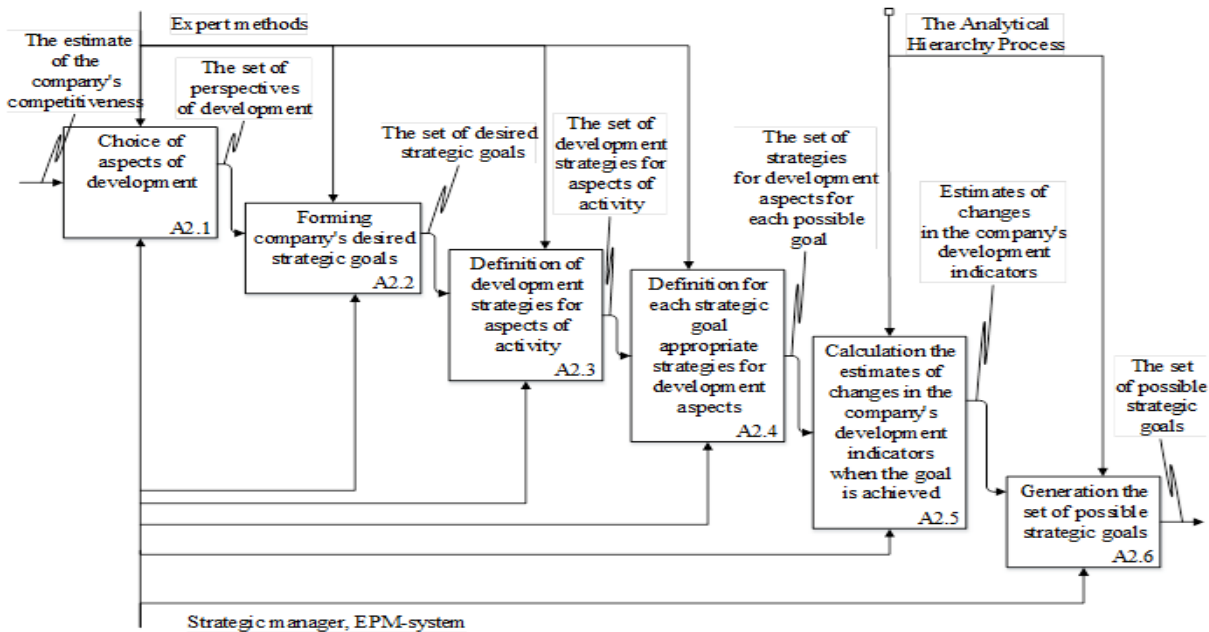 Expert methods
The Analytical
Hierarchy Process
The estimate
of the
company's
competitiveness
The set of
perspectives
of development
Choice of
aspects of
development
A2.1
The set of desired
strategic goals
The set of
development
strategies for
aspects of
activity
The set of
strategies
for development
aspects for
each possible
goal
Estimates of
changes
in the company's
development
indicators
Forming
company's desired
strategic goals
A2.2
Definition of
development
strategies for
aspects of
activity
A2.3
Definition for
each strategic
goal
appropriate
strategies for
development
aspects
A2.4
Calculation the
estimates of
changes in the
company's
development
indicators
when the goal
is achieved
A2.5
The set
of possible
strategic
goals
Generation the
set of possible
strategic goals
A2.6
Strategic manager, EPM-system